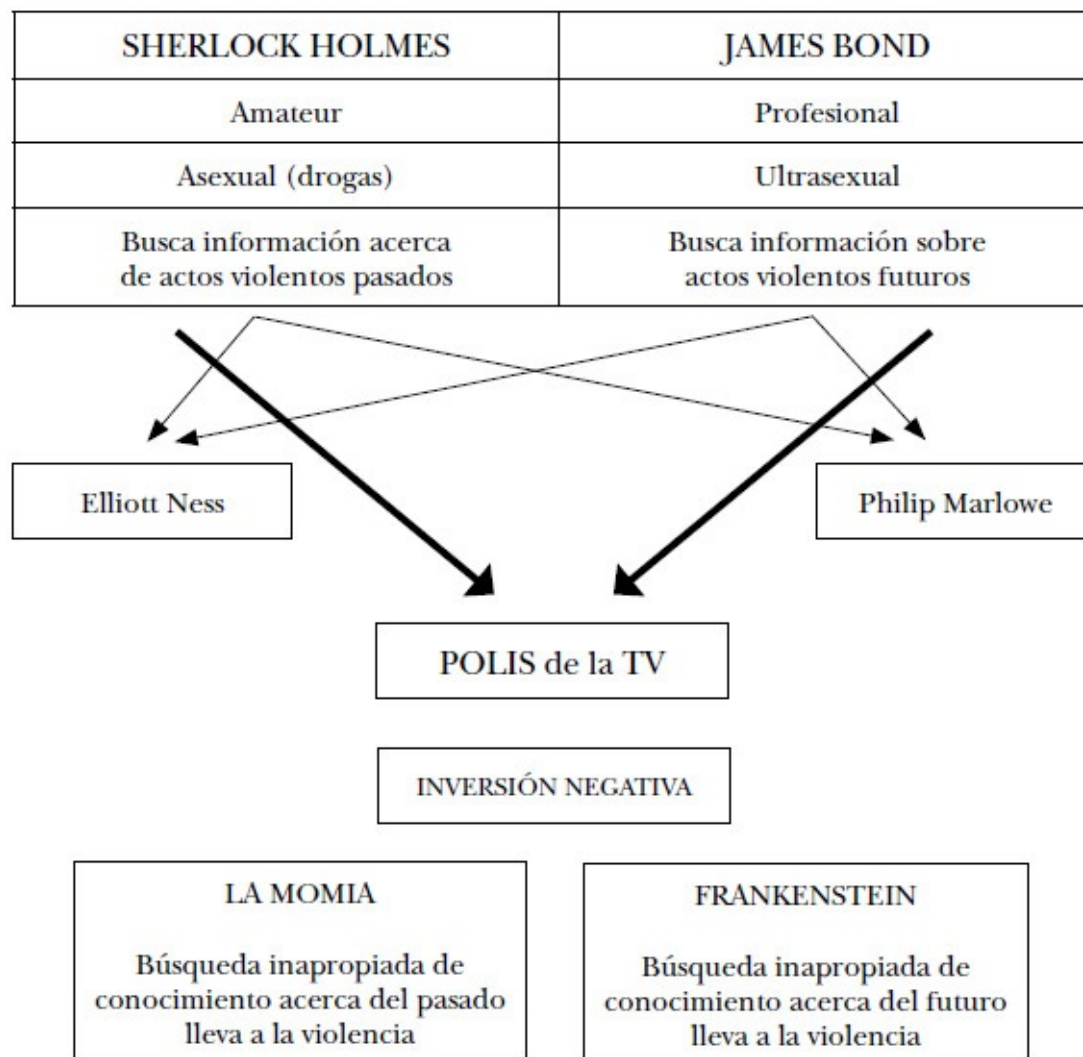 SHERLOCK HOLMES
JAMES BOND
Amateur
Profesional
Asexual (drogas)
Ultrasexual
Busca información acerca
de actos violentos pasados
Busca información sobre
actos violentos futuros
Elliott Ness
Philip Marlowe
POLIS de la TV
INVERSIÓN NEGATIVA
LA MOMIA
Búsqueda inapropiada de
conocimiento acerca del pasado
lleva a la violencia
FRANKENSTEIN
Búsqueda inapropiada de
conocimiento acerca del futuro
lleva a la violencia